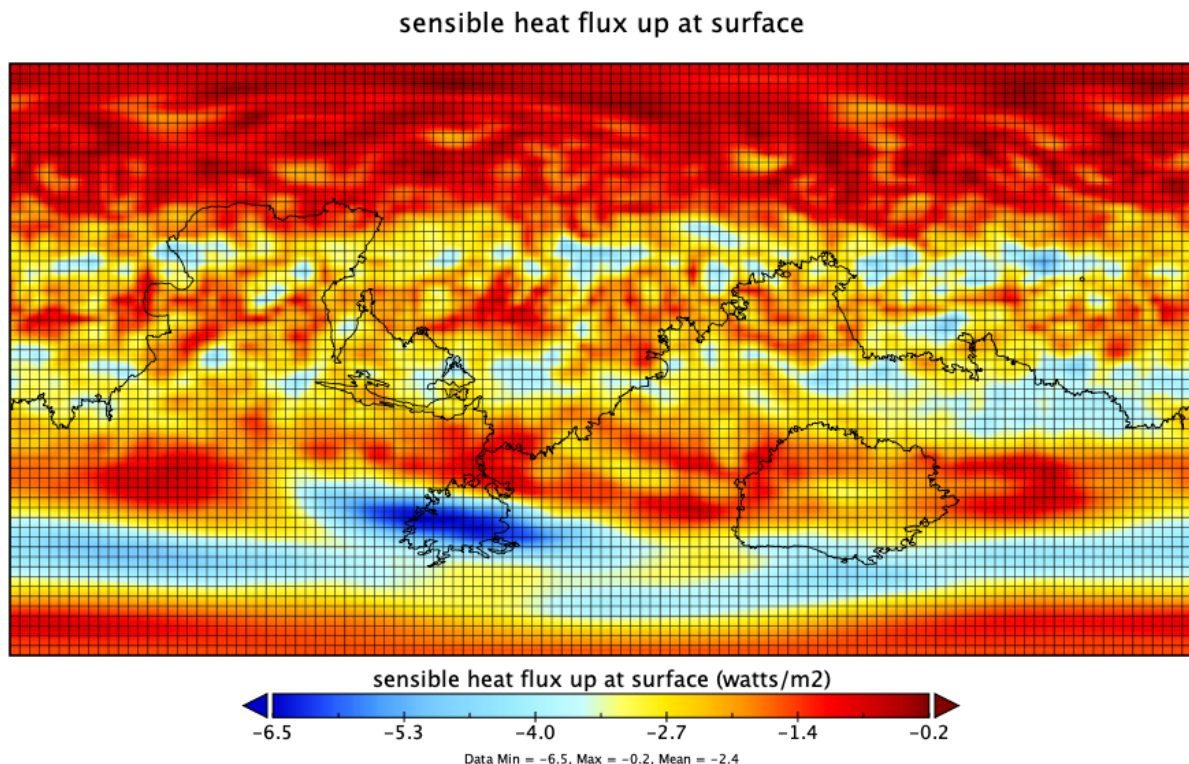 sensible heat flux up at surface
sensible heat flux up at surface (watts/m2)
−6.5 −5.3 −4.0 −2.7 −1.4 −0.2
Data Min = −6.5, Max = −0.2, Mean = −2.4